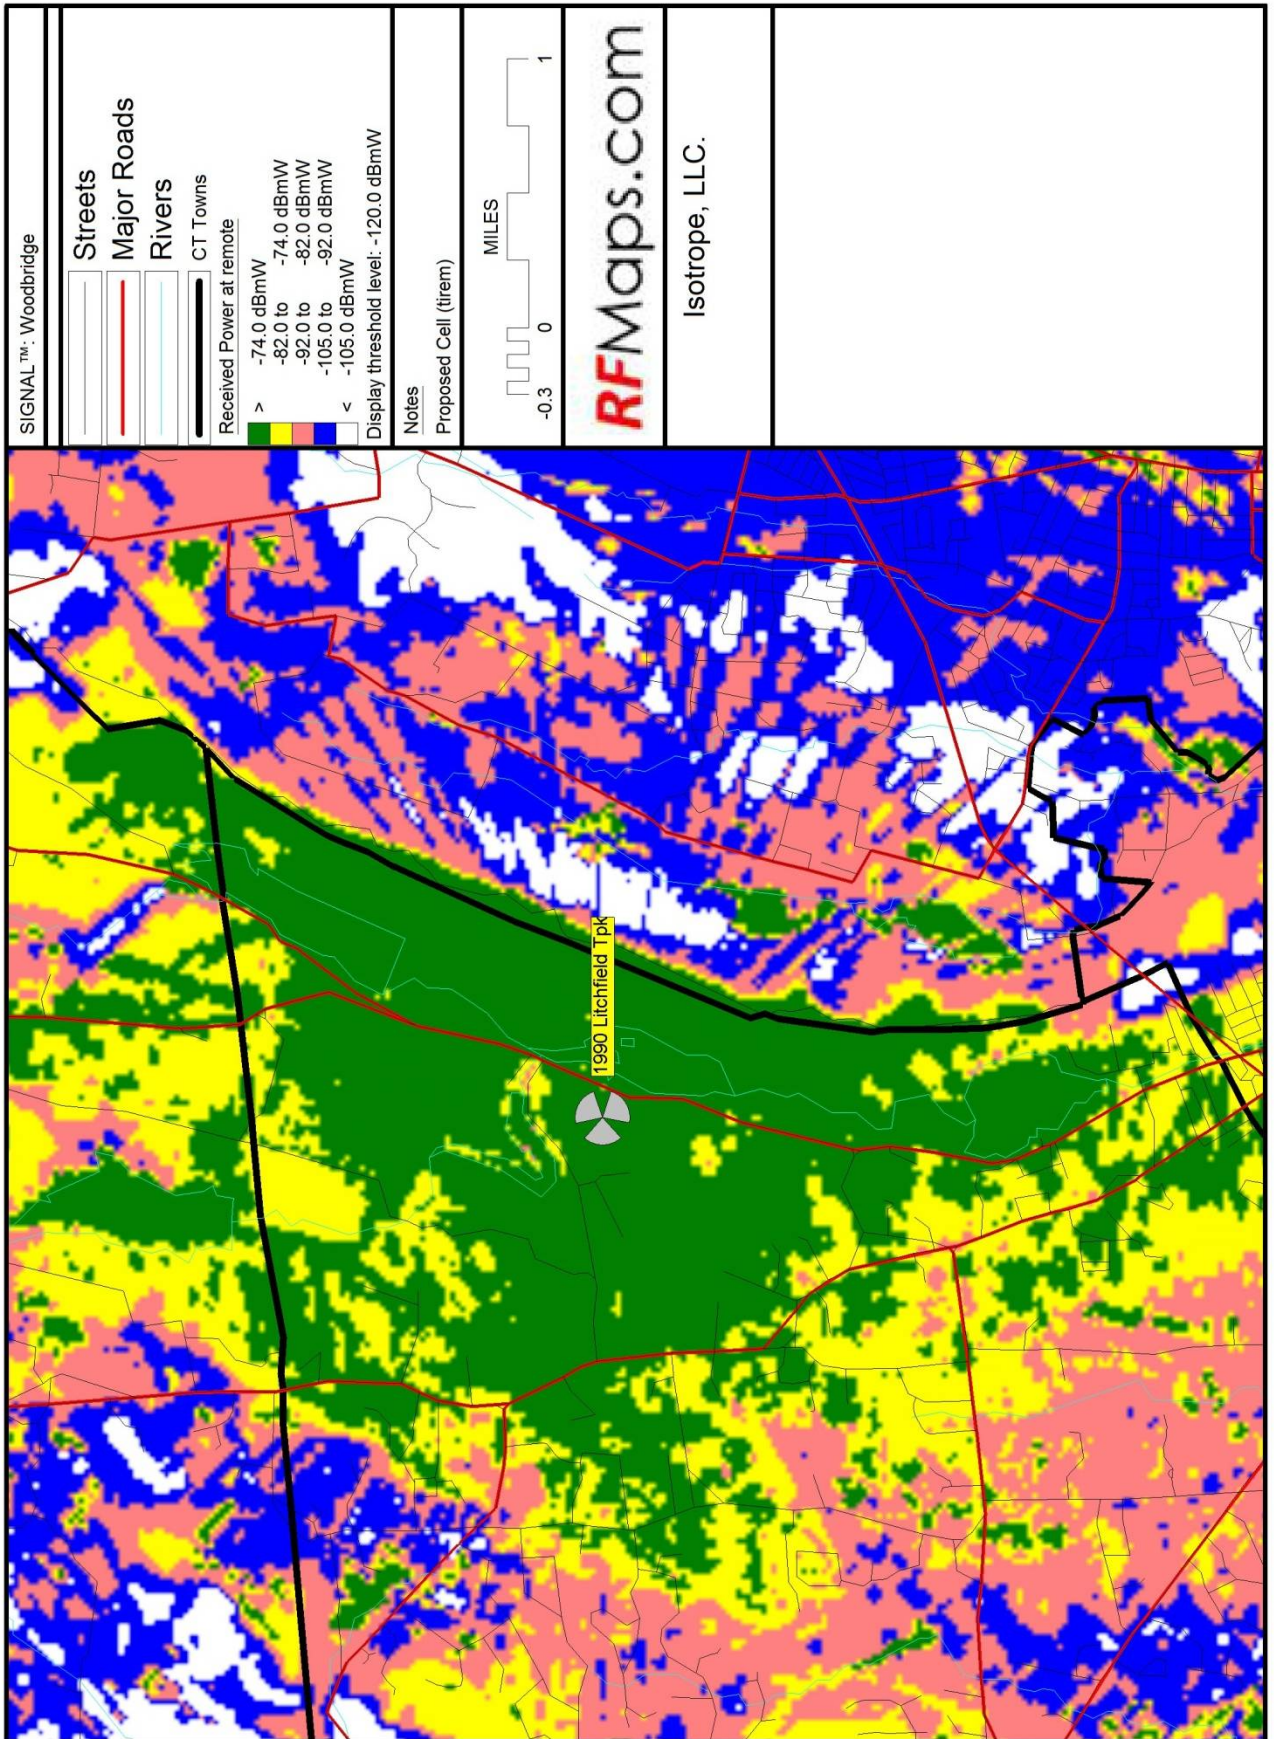 SIGNAL ™: Woodbridge
Streets
Major Roads
Rivers
CT Towns
Received Power at remote
> -74.0 dBmW
-82.0 to -74.0 dBmW
-92.0 to -82.0 dBmW
-105.0 to -92.0 dBmW
< -105.0 dBmW
Display threshold level: -120.0 dBmW
Notes
Proposed Cell (tirem)
MILES
-0.3 0 1
RFMaps.com
Isotrope, LLC.
1990 Litchfield Tpk